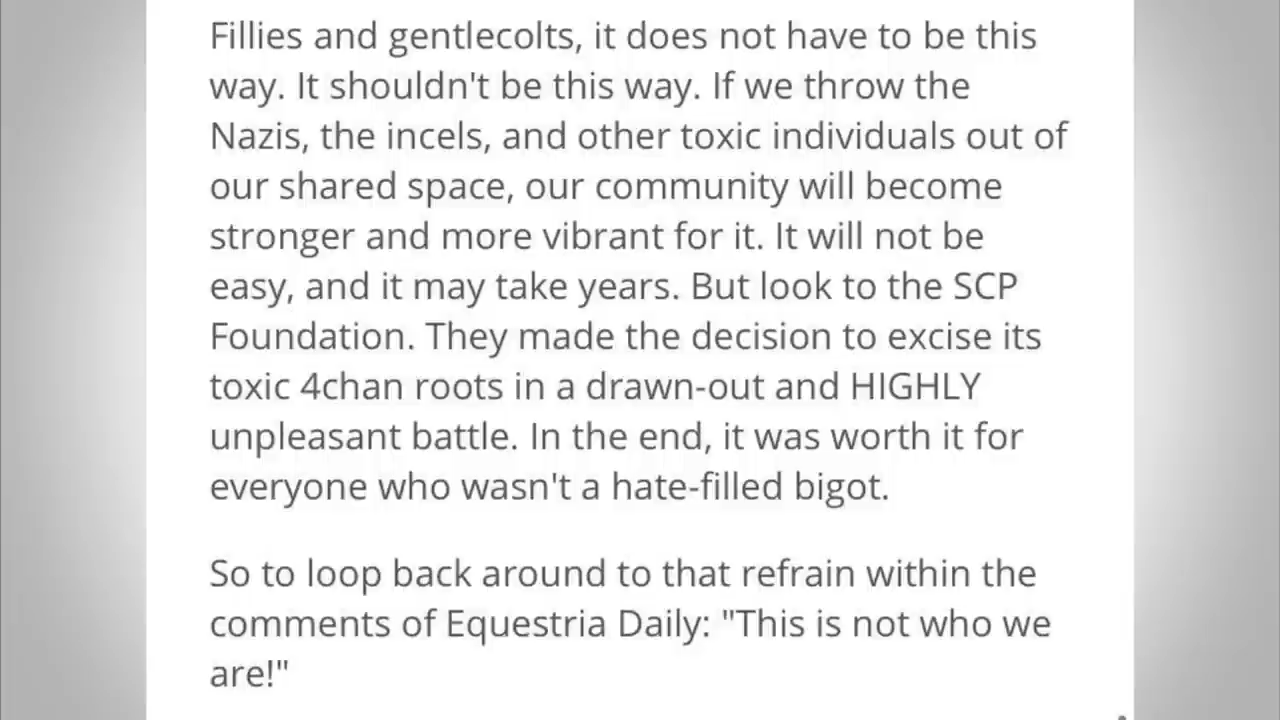 Fillies and gentlecolts, it does not have to be this
way. It shouldn't be this way. If we throw the
Nazis, the incels, and other toxic individuals out of
our shared space, our community will become
stronger and more vibrant for it. It will not be
easy, and it may take years. But look to the SCP
Foundation. They made the decision to excise its
toxic 4chan roots in a drawn-out and HIGHLY
unpleasant battle. In the end, it was worth it for
everyone who wasn't a hate-filled bigot.
So to loop back around to that refrain within the
comments of Equestria Daily: "This is not who we
are!"